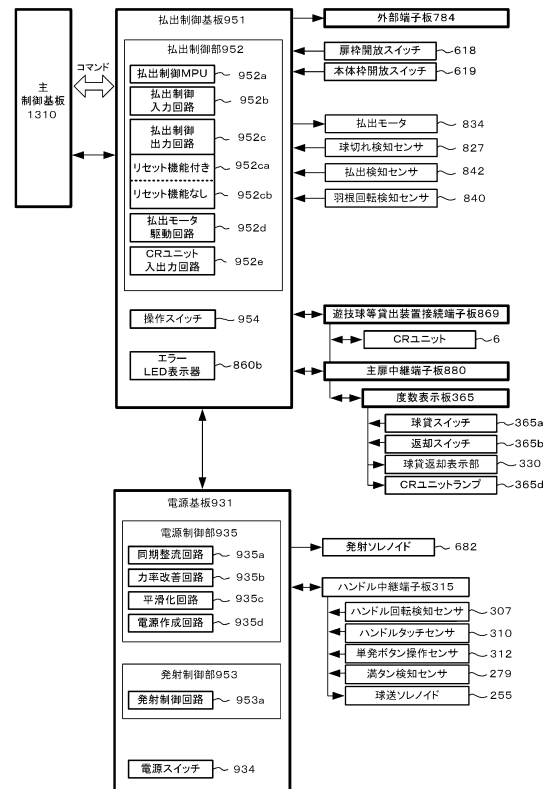 払出制御基板951
外部端子板784
払出制御部952
扉枠開放スイッチ
618
本体枠開放スイッチ
619
主
制御基板
1310
コマンド
払出制御MPU
952a
払出制御
入力回路
952b
払出制御
出力回路
952c
リセット機能付き
952ca
リセット機能なし
952cb
払出モータ
駆動回路
952d
CRユニット
入出力回路
952e
払出モータ
834
球切れ検知センサ
827
払出検知センサ
842
羽根回転検知センサ
840
操作スイッチ
954
エラー
LED表示器
860b
遊技球等貸出装置接続端子板869
CRユニット
6
主扉中継端子板880
度数表示板365
球貸スイッチ
365a
返却スイッチ
365b
球貸返却表示部
330
CRユニットランプ
365d
電源基板931
電源制御部935
同期整流回路
935a
力率改善回路
935b
平滑化回路
935c
電源作成回路
935d
発射制御部953
発射制御回路
953a
電源スイッチ
934
発射ソレノイド
682
ハンドル中継端子板315
ハンドル回転検知センサ
307
ハンドルタッチセンサ
310
単発ボタン操作センサ
312
満タン検知センサ
279
球送ソレノイド
255